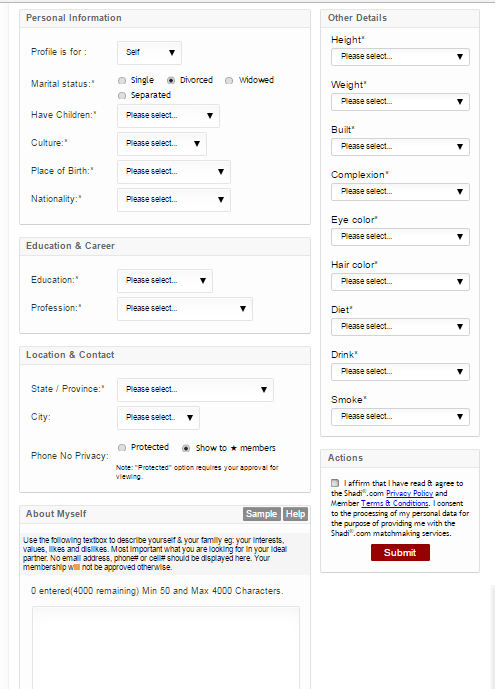 Personal Information
Profile is for :
Self
Marital status:*
Single Divorced Widowed
Separated
Have Children:*
Please select...
Culture:*
Please select...
Place of Birth:*
Please select...
Nationality:*
Please select...
Education & Career
Education:*
Please select...
Profession:*
Please select...
Location & Contact
State / Province:*
Please select...
City:
Please select..
Phone No Privacy:
Protected Show to ★ members
Note: "Protected" option requires your approval for
viewing.
About Myself
Sample Help
Use the following textbox to describe yourself & your family eg: your interests,
values, likes and dislikes. Most important what you are looking for in your ideal
partner. No email address, phone# or cell# should be displayed here. Your
membership will not be approved otherwise.
0 entered(4000 remaining) Min 50 and Max 4000 Characters.
Other Details
Height*
Please select...
Weight*
Please select...
Built*
Please select...
Complexion*
Please select...
Eye color*
Please select...
Hair color*
Please select...
Diet*
Please select...
Drink*
Please select...
Smoke*
Please select...
Actions
I affirm that I have read & agree to
the Shadi®.com Privacy Policy and
Member Terms & Conditions. I consent
to the processing of my personal data for
the purpose of providing me with the
Shadi®.com matchmaking services.
Submit